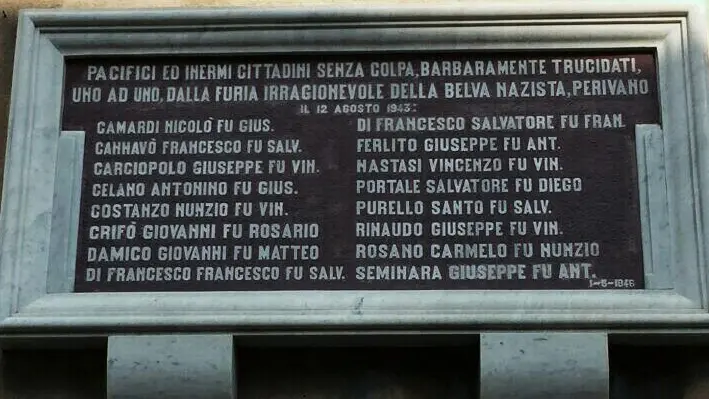 PACIFICI ED INERMI CITTADINI SENZA COLPA, BARBARAMENTE TRUCIDATI,
UNO AD UNO, DALLA FURIA IRRAGIONEVOLE DELLA BELVA NAZISTA, PERIVANO
IL 12 AGOSTO 1943:
CAMARDI NICOLÒ FU GIUS.
CANNAVÒ FRANCESCO FU SALV.
CARCIOPOLO GIUSEPPE FU VIN.
CELANO ANTONINO FU GIUS.
COSTANZO NUNZIO FU VIN.
CRIFÓ GIOVANNI FU ROSARIO
DAMICO GIOVANNI FU MATTEO
DI FRANCESCO FRANCESCO FU SALV.
DI FRANCESCO SALVATORE FU FRAN.
FERLITO GIUSEPPE FU ANT.
NASTASI VINCENZO FU VIN.
PORTALE SALVATORE FU DIEGO
PURELLO SANTO FU SALV.
RINAUDO GIUSEPPE FU VIN.
ROSANO CARMELO FU NUNZIO
SEMINARA GIUSEPPE FU ANT.
1-5-1946